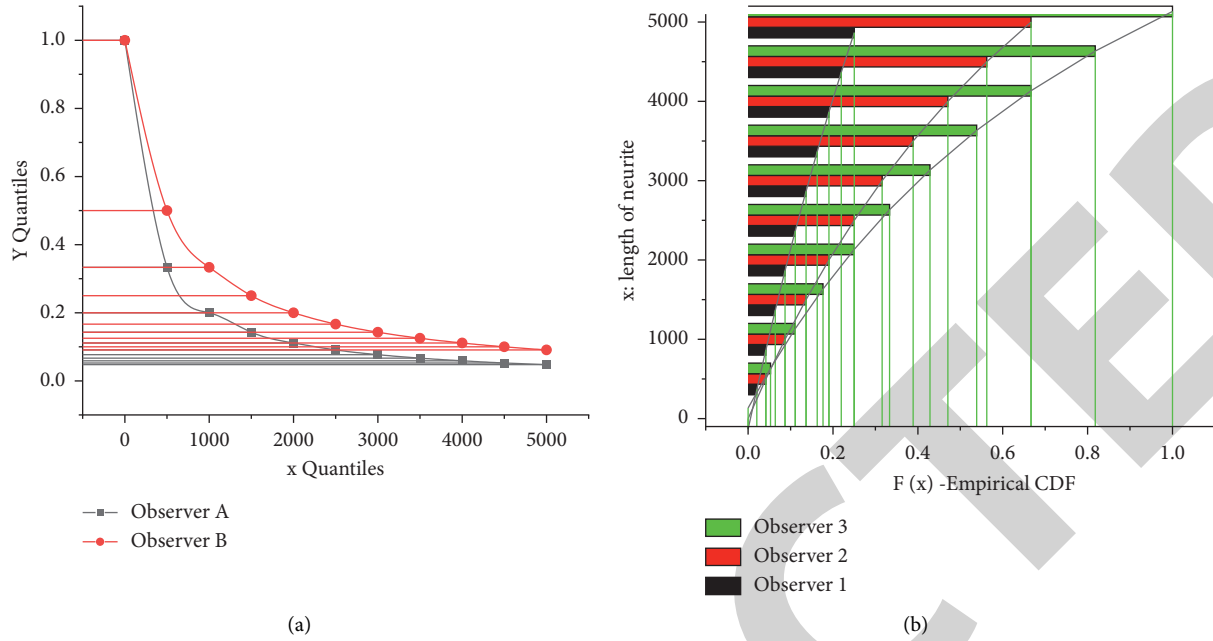 1.0
0.8
0.6
0.4
0.2
0.0
Y Quantiles
0 1000 2000 3000 4000 5000
x Quantiles
Observer A
Observer B
(a)
5000
4000
3000
2000
1000
0
x: length of neurite
0.0 0.2 0.4 0.6 0.8 1.0
F (x) -Empirical CDF
Observer 3
Observer 2
Observer 1
(b)
CTE